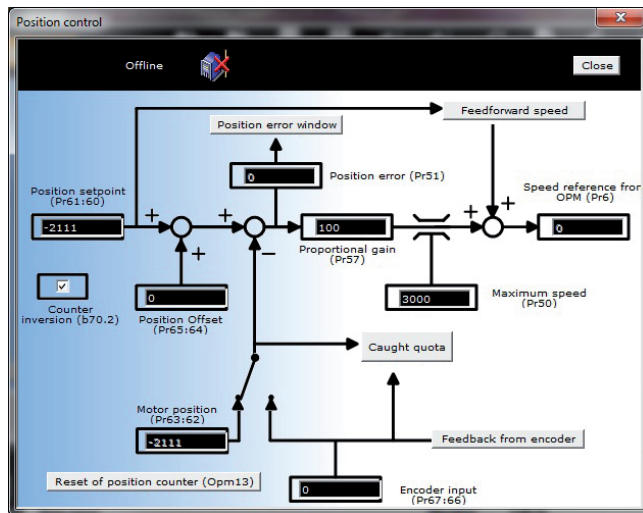 Position control
Offline
Close
Feedforward speed
Position error window
0
Position error (Pr51)
Position setpoint
(Pr61:60)
Speed reference fror
OPM (Pr6)
+
+
+
+
-2111
100
0
+
−
Proportional gain
(Pr57)
0
3000
Counter
inversion (b70.2)
Position Offset
(Pr65:64)
Maximum speed
(Pr50)
Caught quota
Motor position
(Pr63:62)
-2111
Feedback from encoder
Reset of position counter (Opm13)
0
Encoder input
(Pr67:66)